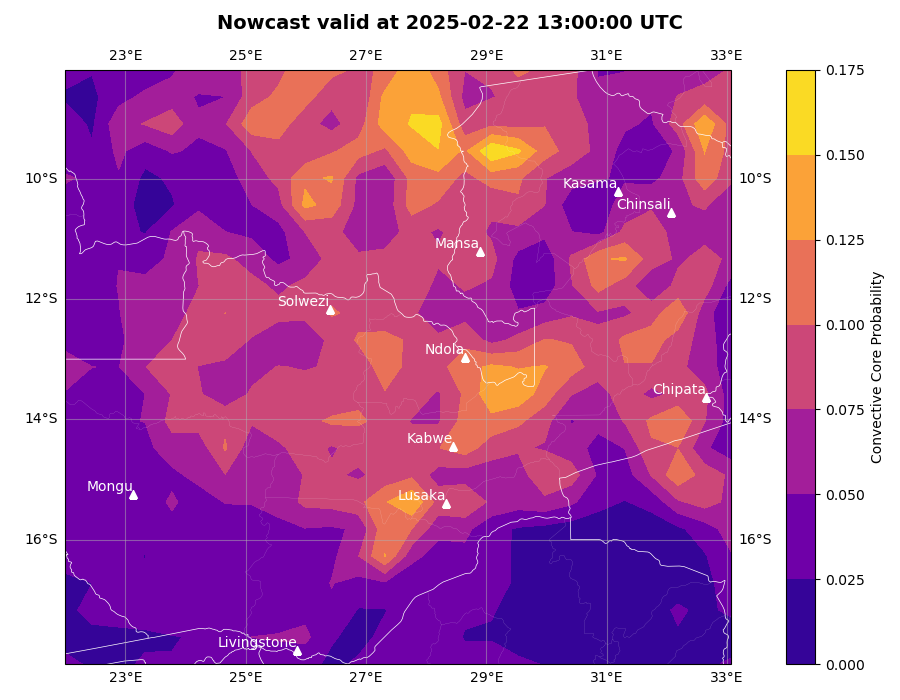 Nowcast valid at 2025-02-22 13:00:00 UTC
23°E 25°E 27°E 29°E 31°E 33°E
0.175
0.150
10°S Kasama 10°S
Chinsali
0.125
Mansa
12°S Solwezi 12°S
0.100
Ndola
Chipata
0.075
14°S 14°S
Kabwe
Mongu Lusaka
0.050
16°S 16°S
0.025
Livingstone
0.000
23°E 25°E 27°E 29°E 31°E 33°E
Convective Core Probability